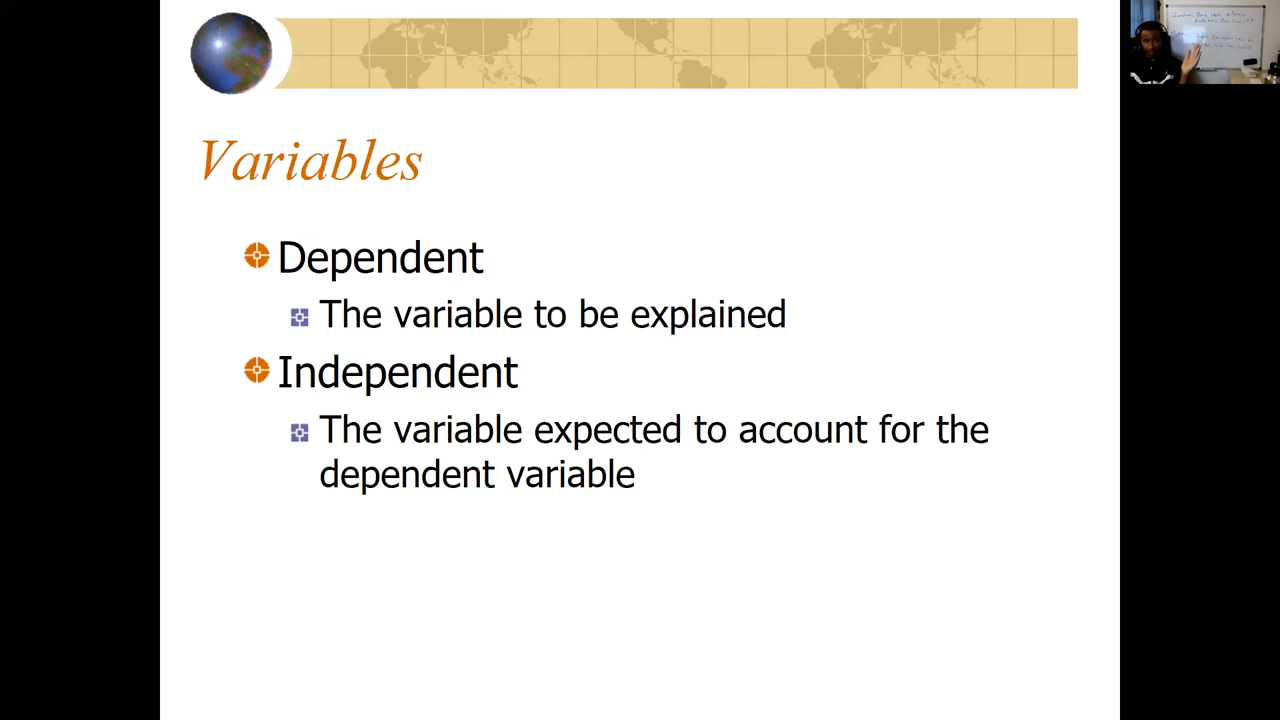 Variables
Dependent
The variable to be explained
Independent
The variable expected to account for the
dependent variable